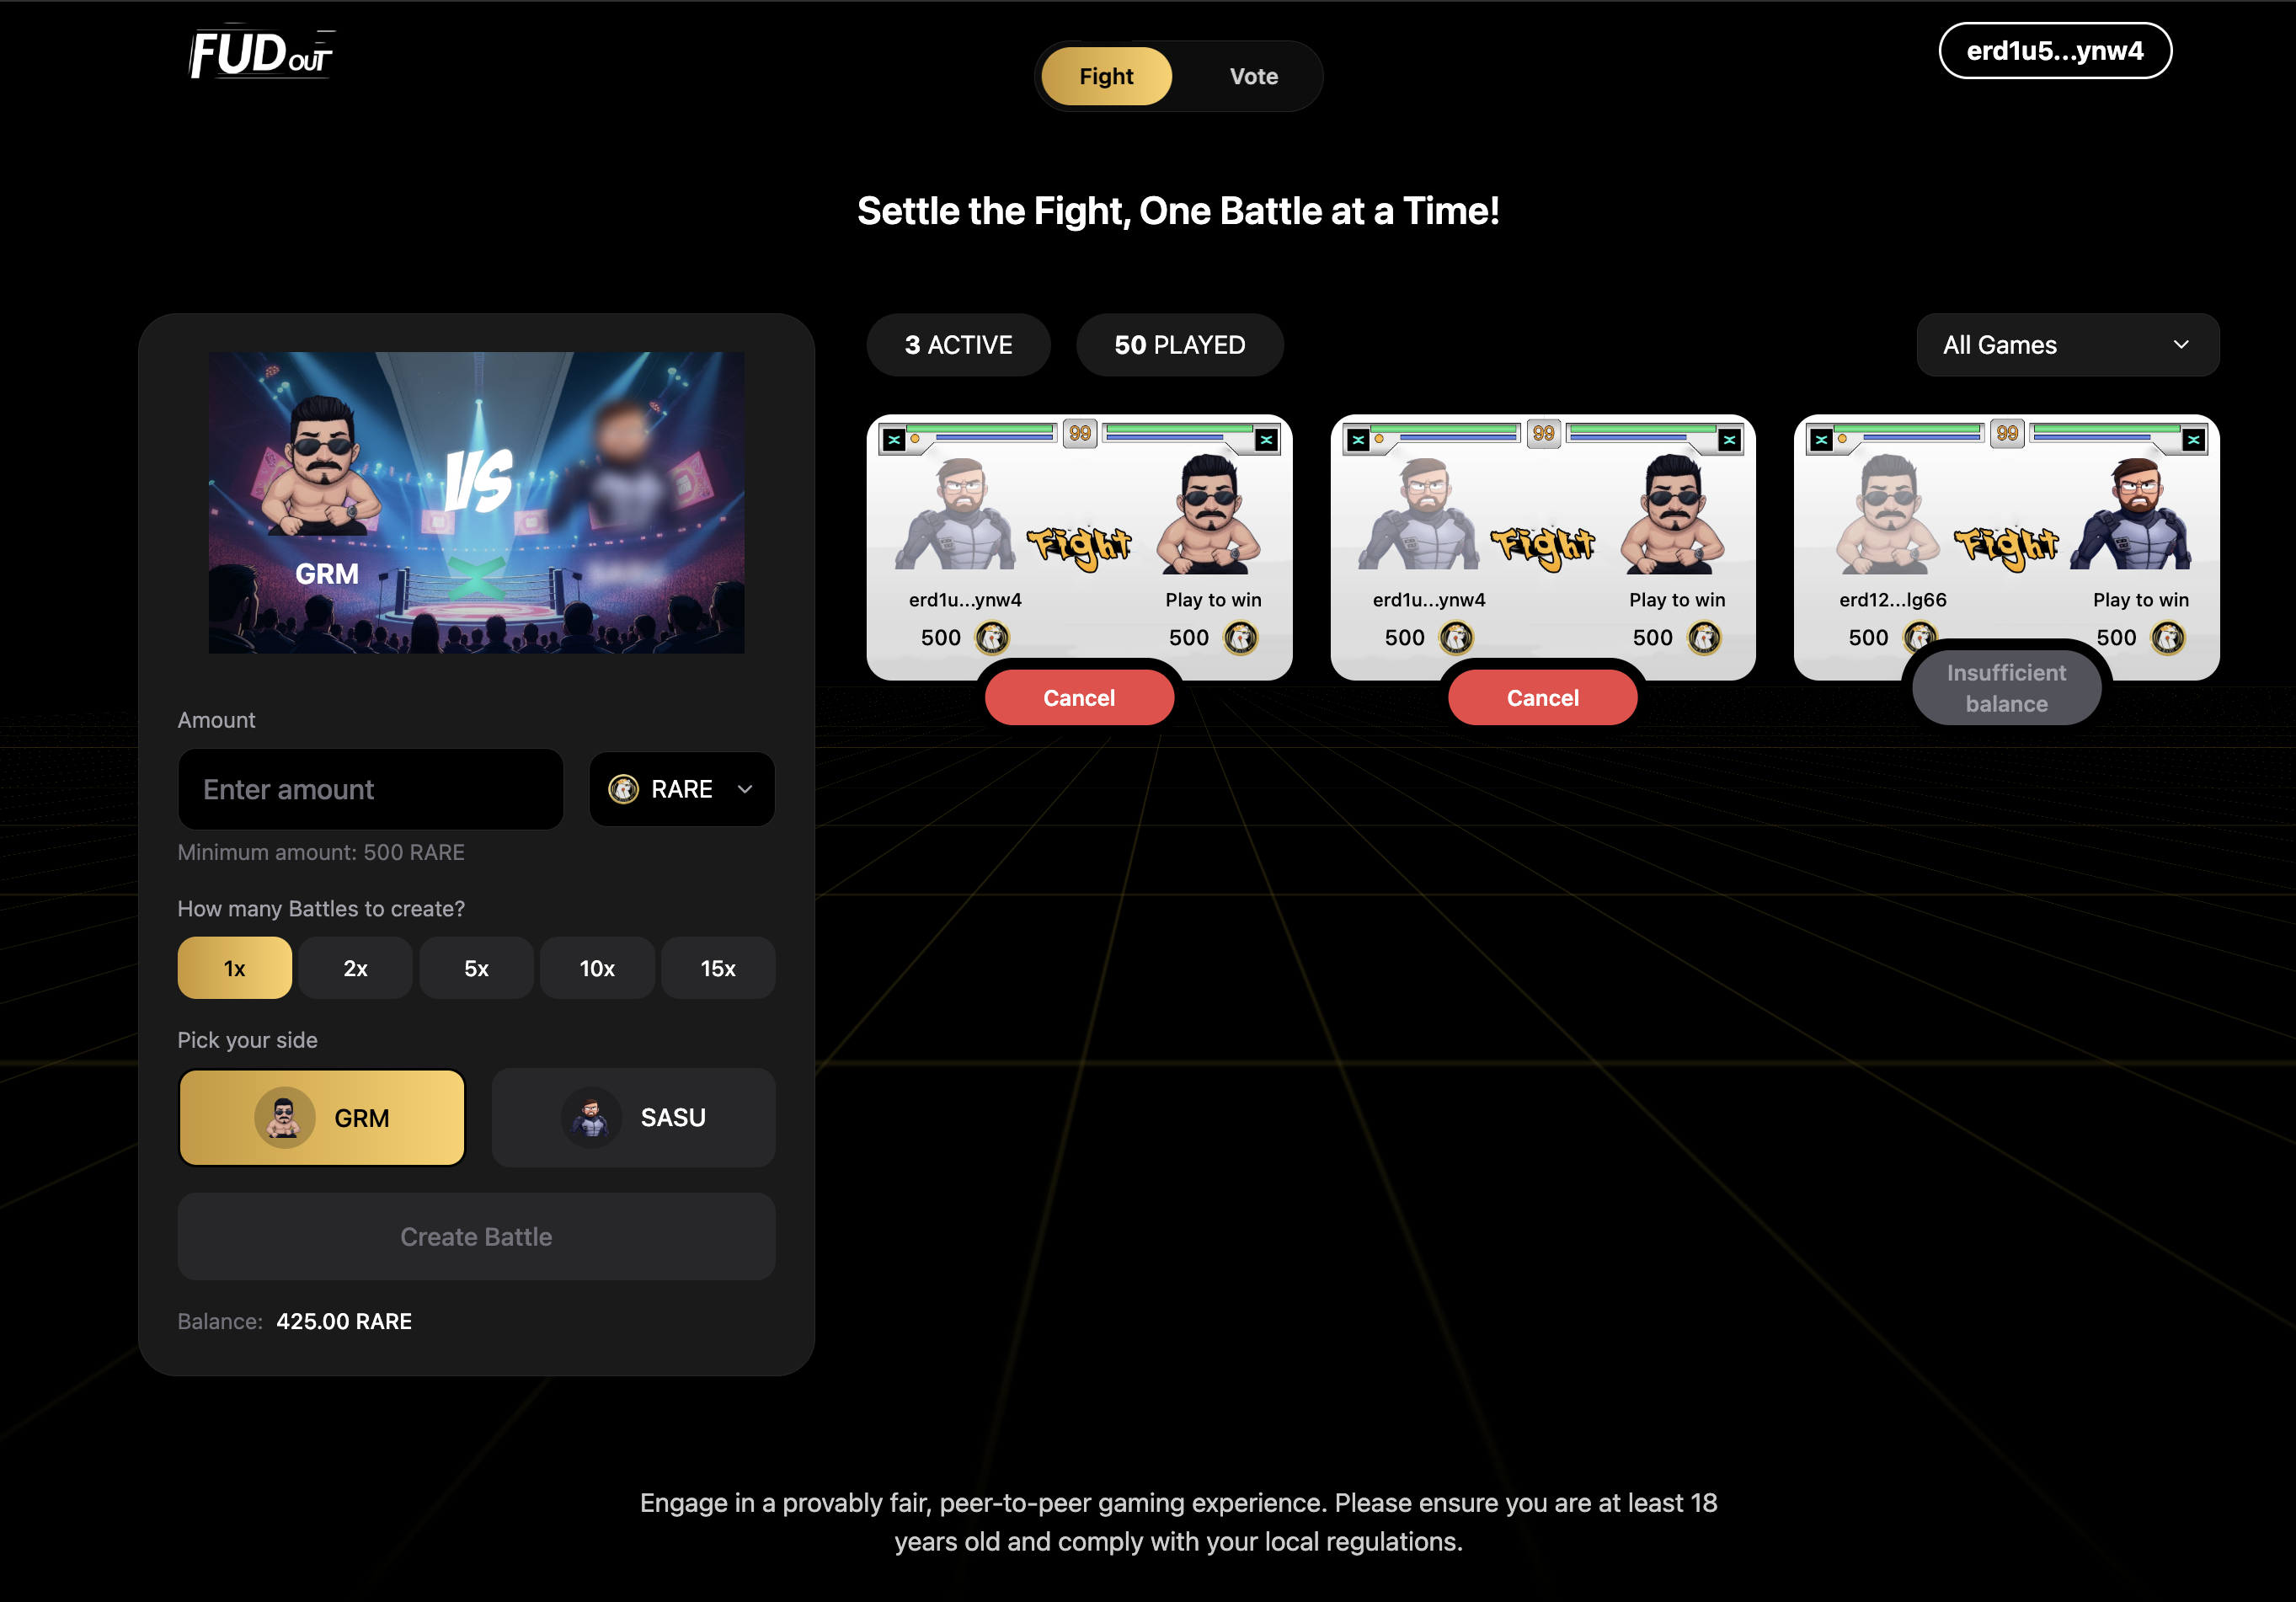 FUD OUT
Fight
Vote
erd1u5...ynw4
Settle the Fight, One Battle at a Time!
VS
GRM
SASU
Amount
Enter amount
RARE
Minimum amount: 500 RARE
How many Battles to create?
1x
2x
5x
10x
15x
Pick your side
GRM
SASU
Create Battle
Balance: 425.00 RARE
3 ACTIVE
50 PLAYED
All Games
99
Fight
erd1u...ynw4
Play to win
500
500
Cancel
99
Fight
erd1u...ynw4
Play to win
500
500
Cancel
99
Fight
erd12...lg66
Play to win
500
500
Insufficient
balance
Engage in a provably fair, peer-to-peer gaming experience. Please ensure you are at least 18
years old and comply with your local regulations.